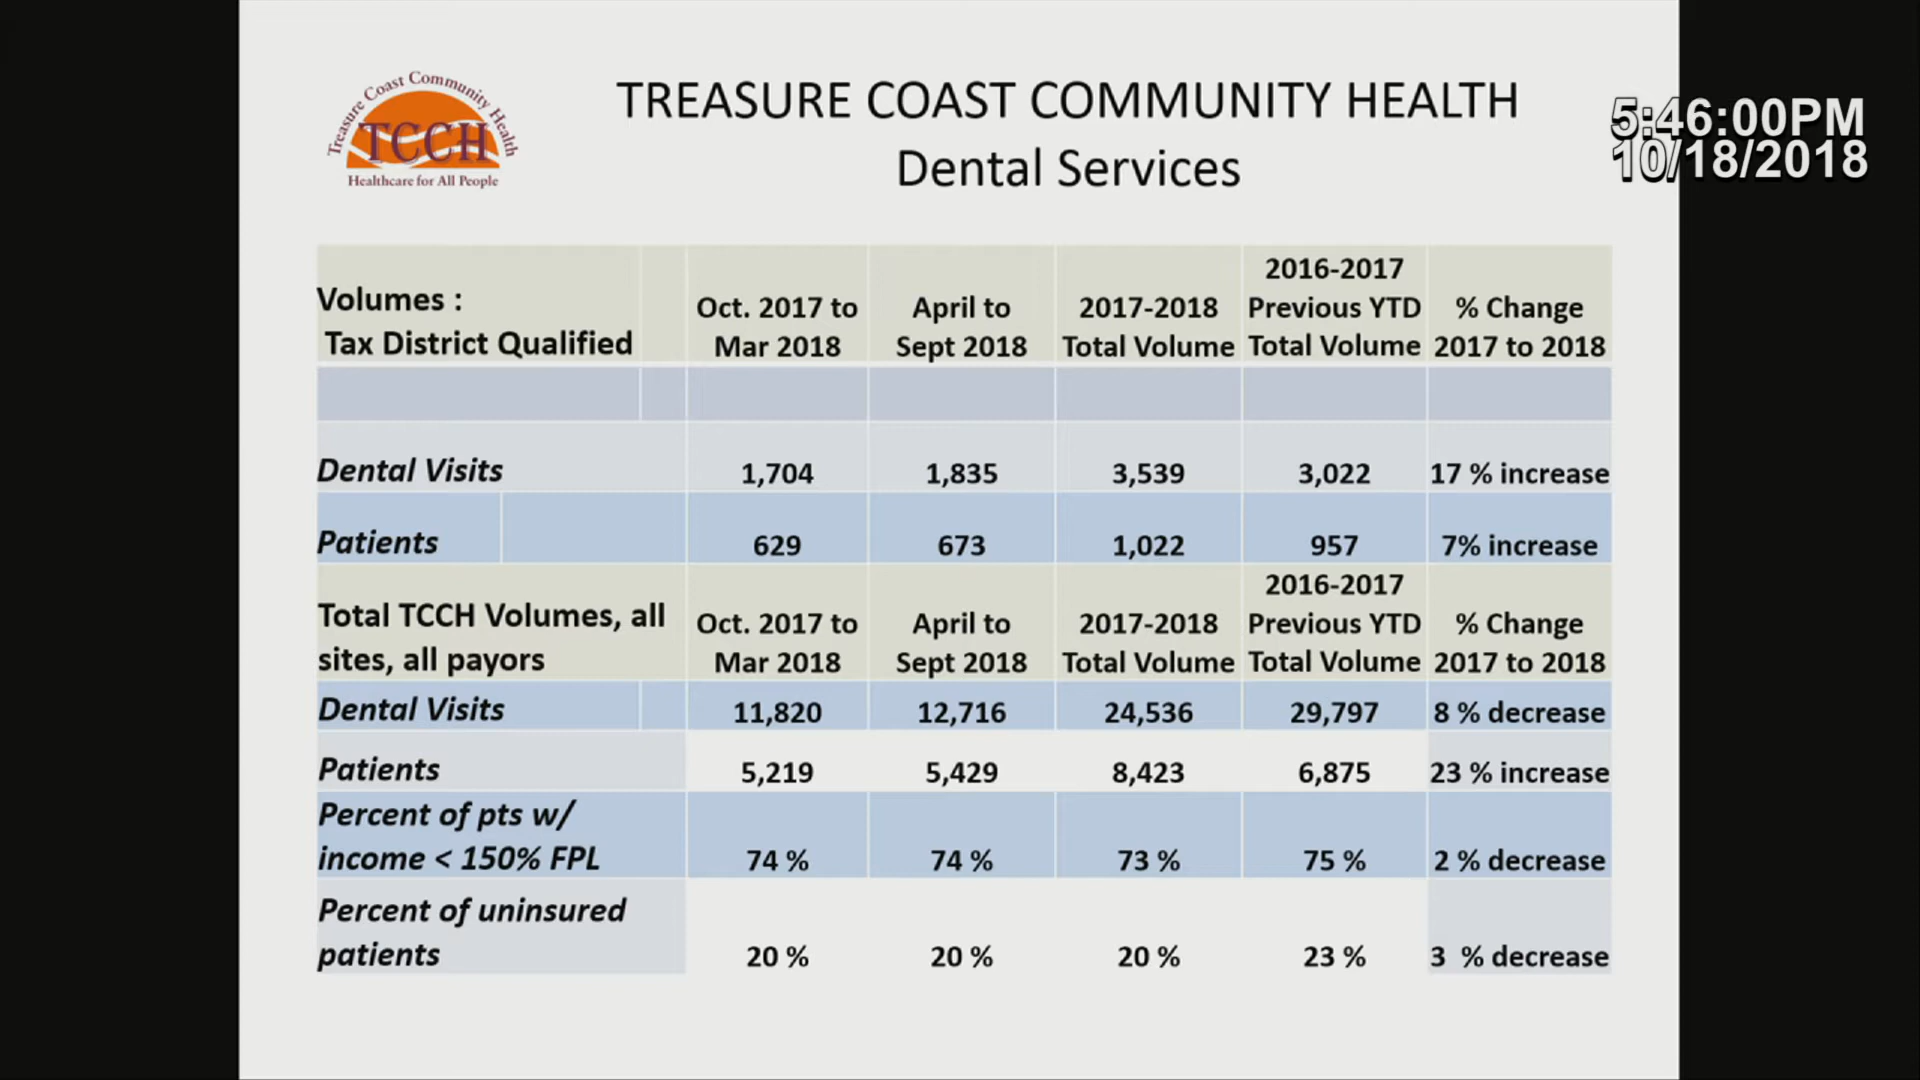 Treasure Coast Community Health
TCCH
Healthcare for All People
TREASURE COAST COMMUNITY HEALTH
Dental Services
5:46:00PM
10/18/2018
Volumes :
Tax District Qualified
Oct. 2017 to
Mar 2018
April to
Sept 2018
2017-2018
Total Volume
2016-2017
Previous YTD
Total Volume
% Change
2017 to 2018
Dental Visits 1,704 1,835 3,539 3,022 17 % increase
Patients 629 673 1,022 957 7% increase
Total TCCH Volumes, all
sites, all payors
Oct. 2017 to
Mar 2018
April to
Sept 2018
2017-2018
Total Volume
2016-2017
Previous YTD
Total Volume
% Change
2017 to 2018
Dental Visits 11,820 12,716 24,536 29,797 8 % decrease
Patients 5,219 5,429 8,423 6,875 23 % increase
Percent of pts w/
income < 150% FPL 74 % 74 % 73 % 75 % 2 % decrease
Percent of uninsured
patients 20 % 20 % 20 % 23 % 3 % decrease